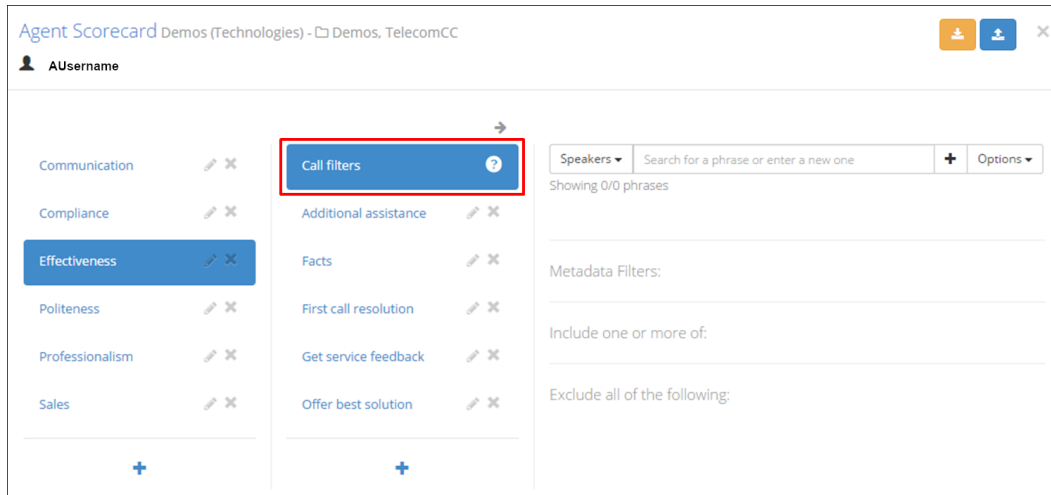 Agent Scorecard Demos (Technologies) - Demos, TelecomCC
AUsername
Communication
Compliance
Effectiveness
Politeness
Professionalism
Sales
Call filters ?
Additional assistance
Facts
First call resolution
Get service feedback
Offer best solution
Speakers Search for a phrase or enter a new one Options
Showing 0/0 phrases
Metadata Filters:
Include one or more of:
Exclude all of the following: